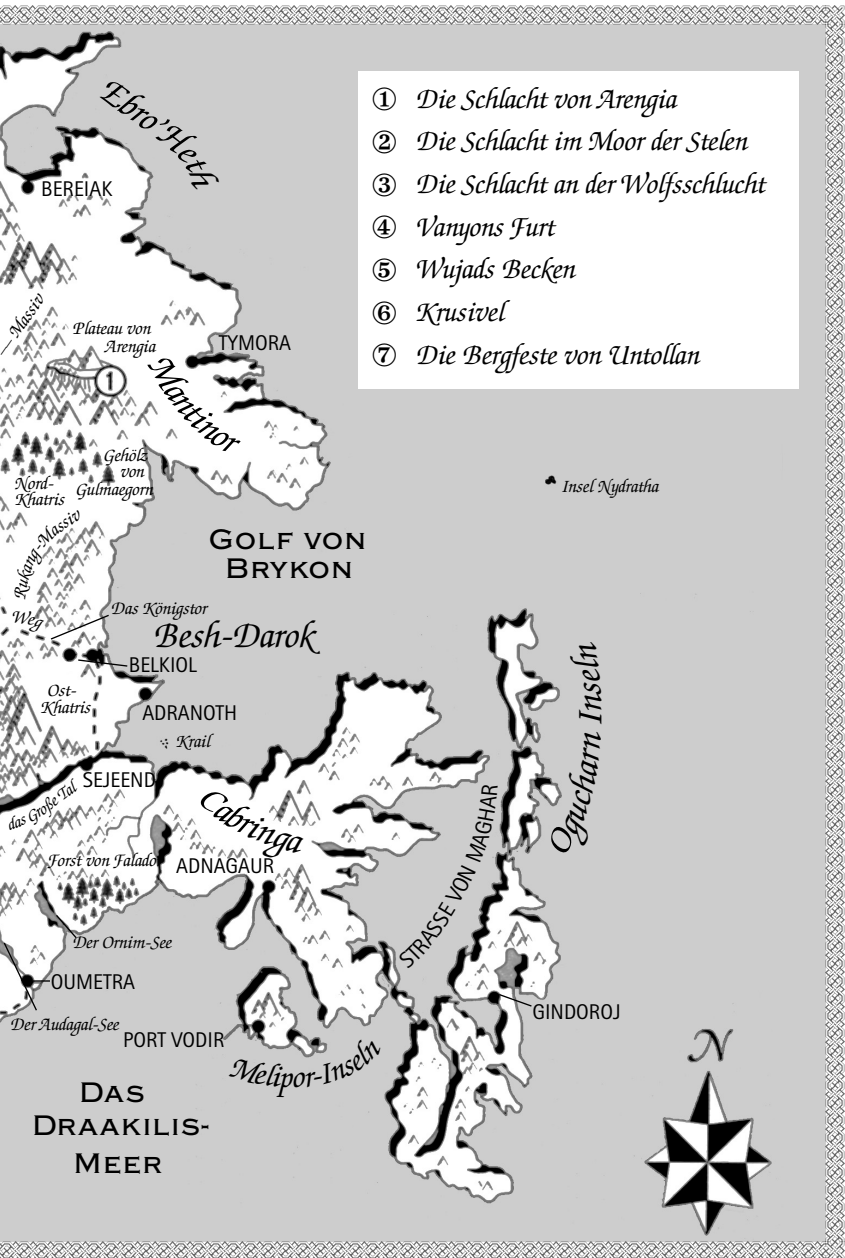 Ebro'Heth
① Die Schlacht von Arengia
② Die Schlacht im Moor der Stelen
③ Die Schlacht an der Wolfsschlucht
④ Vanyons Furt
⑤ Wujads Becken
⑥ Krusivel
⑦ Die Bergfeste von Untollan
BEREIAK
Massiv
Plateau von
Arengia
TYMORA
①
Mantinor
Gehölz
von
Gulmaegorn
Nord-
Khatris
Insel Nydratha
Rukang-Massiv
GOLF VON
BRYKON
Weg
Das Königstor
Besh-Darok
BELKIOL
Ost-
Khatris
ADRANOTH
Krail
Ogucharn Inseln
SEJEEND
das Große Tal
Cabringa
STRASSE VON MAGHAR
Forst von Falado
ADNAGAUR
Der Ornim-See
OUMETRA
GINDOROJ
Der Audagal-See
PORT VODIR
Melipor-Inseln
N
DAS
DRAAKILIS-
MEER